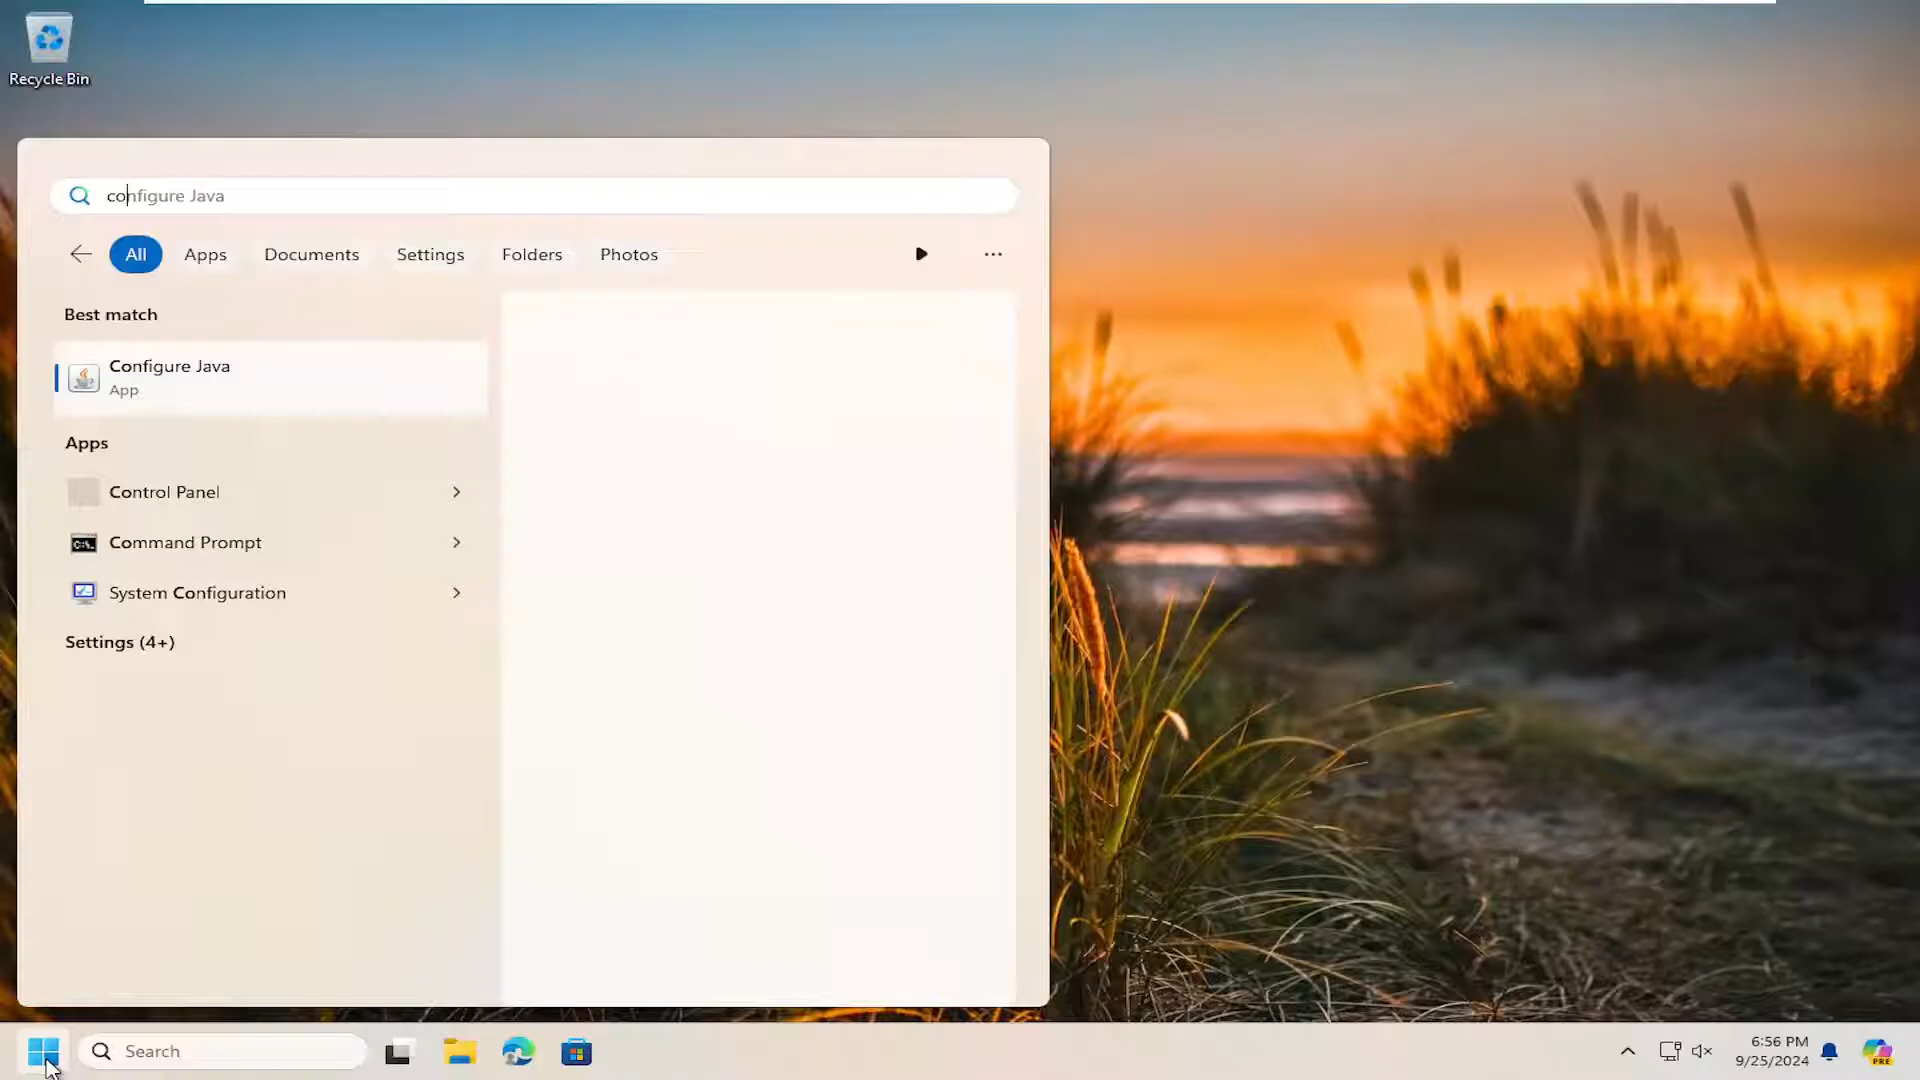 Recycle Bin
configure Java
All Apps Documents Settings Folders Photos
Best match
Configure Java
App
Apps
Control Panel
Command Prompt
System Configuration
Settings (4+)
Search
6:56 PM
9/25/2024
PRE